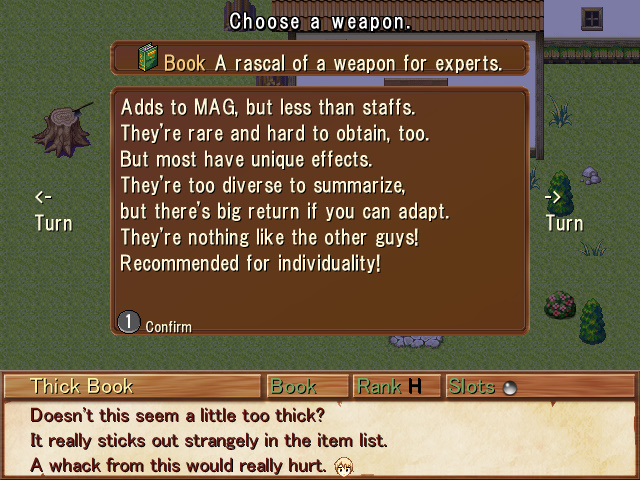 Choose a weapon.
Book A rascal of a weapon for experts.
Adds to MAG, but less than staffs.
They're rare and hard to obtain, too.
But most have unique effects.
They're too diverse to summarize,
but there's big return if you can adapt.
They're nothing like the other guys!
Recommended for individuality!
<-
Turn
->
Turn
1 Confirm
Thick Book Book Rank H Slots
Doesn't this seem a little too thick?
It really sticks out strangely in the item list.
A whack from this would really hurt.